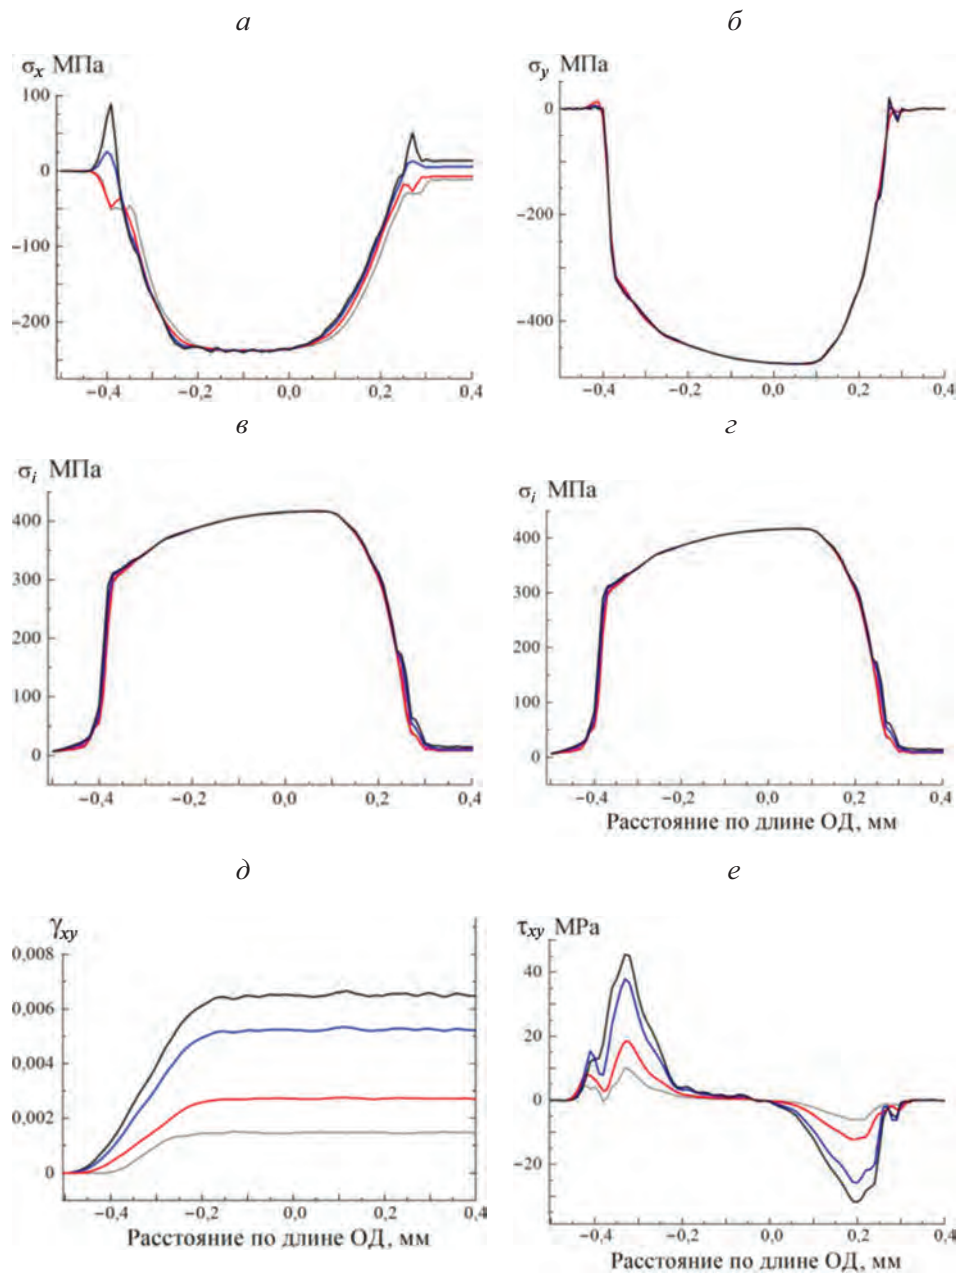 а б
σx МПа σy МПа
100 0 −100 −200
−0,4 −0,2 0,0 0,2 0,4
0 −200 −400
−0,4 −0,2 0,0 0,2 0,4
в г
σi МПа σi МПа
400 300 200 100 0
−0,4 −0,2 0,0 0,2 0,4
400 300 200 100 0
−0,4 −0,2 0,0 0,2 0,4
Расстояние по длине ОД, мм
д е
γxy τxy MPa
0,008 0,006 0,004 0,002 0
−0,4 −0,2 0,0 0,2 0,4
Расстояние по длине ОД, мм
40 20 0 −20
−0,4 −0,2 0,0 0,2 0,4
Расстояние по длине ОД, мм